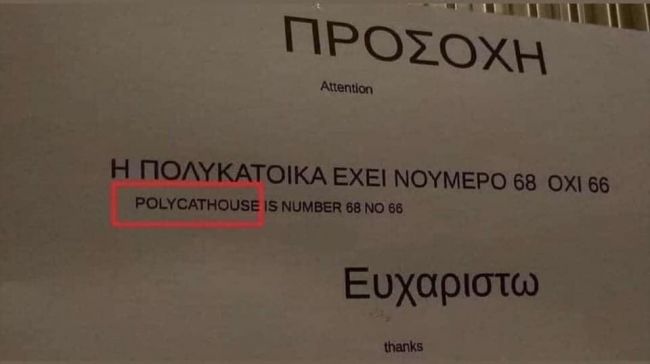 ΠΡΟΣΟΧΗ
Attention
Η ΠΟΛΥΚΑΤΟΙΚΑ ΕΧΕΙ ΝΟΥΜΕΡΟ 68 ΟΧΙ 66
POLYCATHOUSE IS NUMBER 68 NO 66
Ευχαριστω
thanks